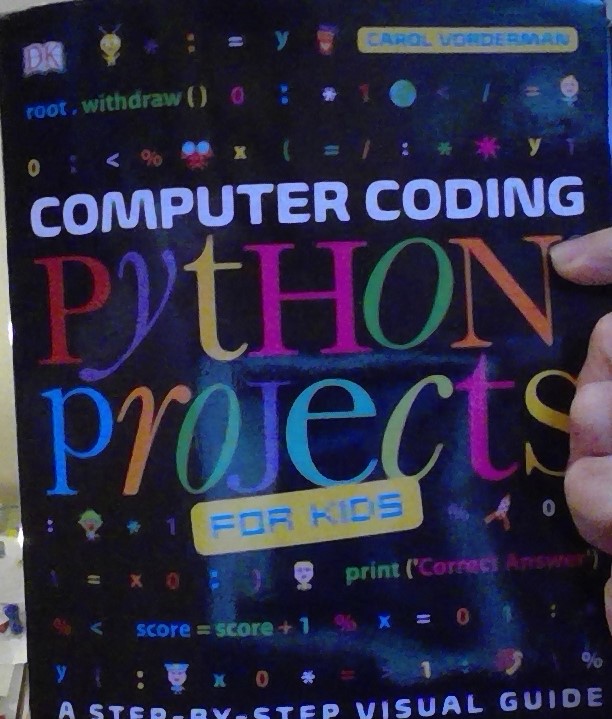 DK
CAROL VORDERMAN
root.withdraw()
COMPUTER CODING
PytHON
projects
FOR KIDS
print ('Correct Answer')
score = score + 1
A STEP-BY-STEP VISUAL GUIDE